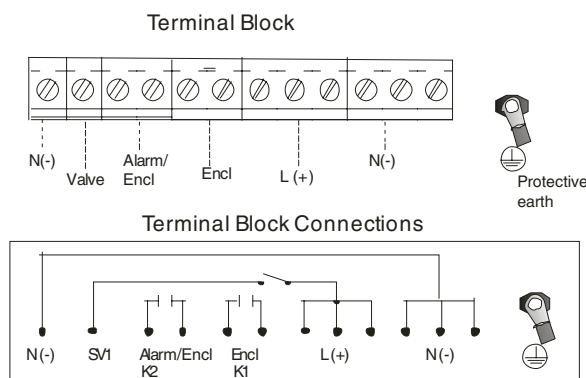 Terminal Block
N(-)
Valve
Alarm/
Encl
Encl
L (+)
N(-)
Protective
earth
Terminal Block Connections
N(-)
SV1
Alarm/Encl
K2
Encl
K1
L(+)
N(-)